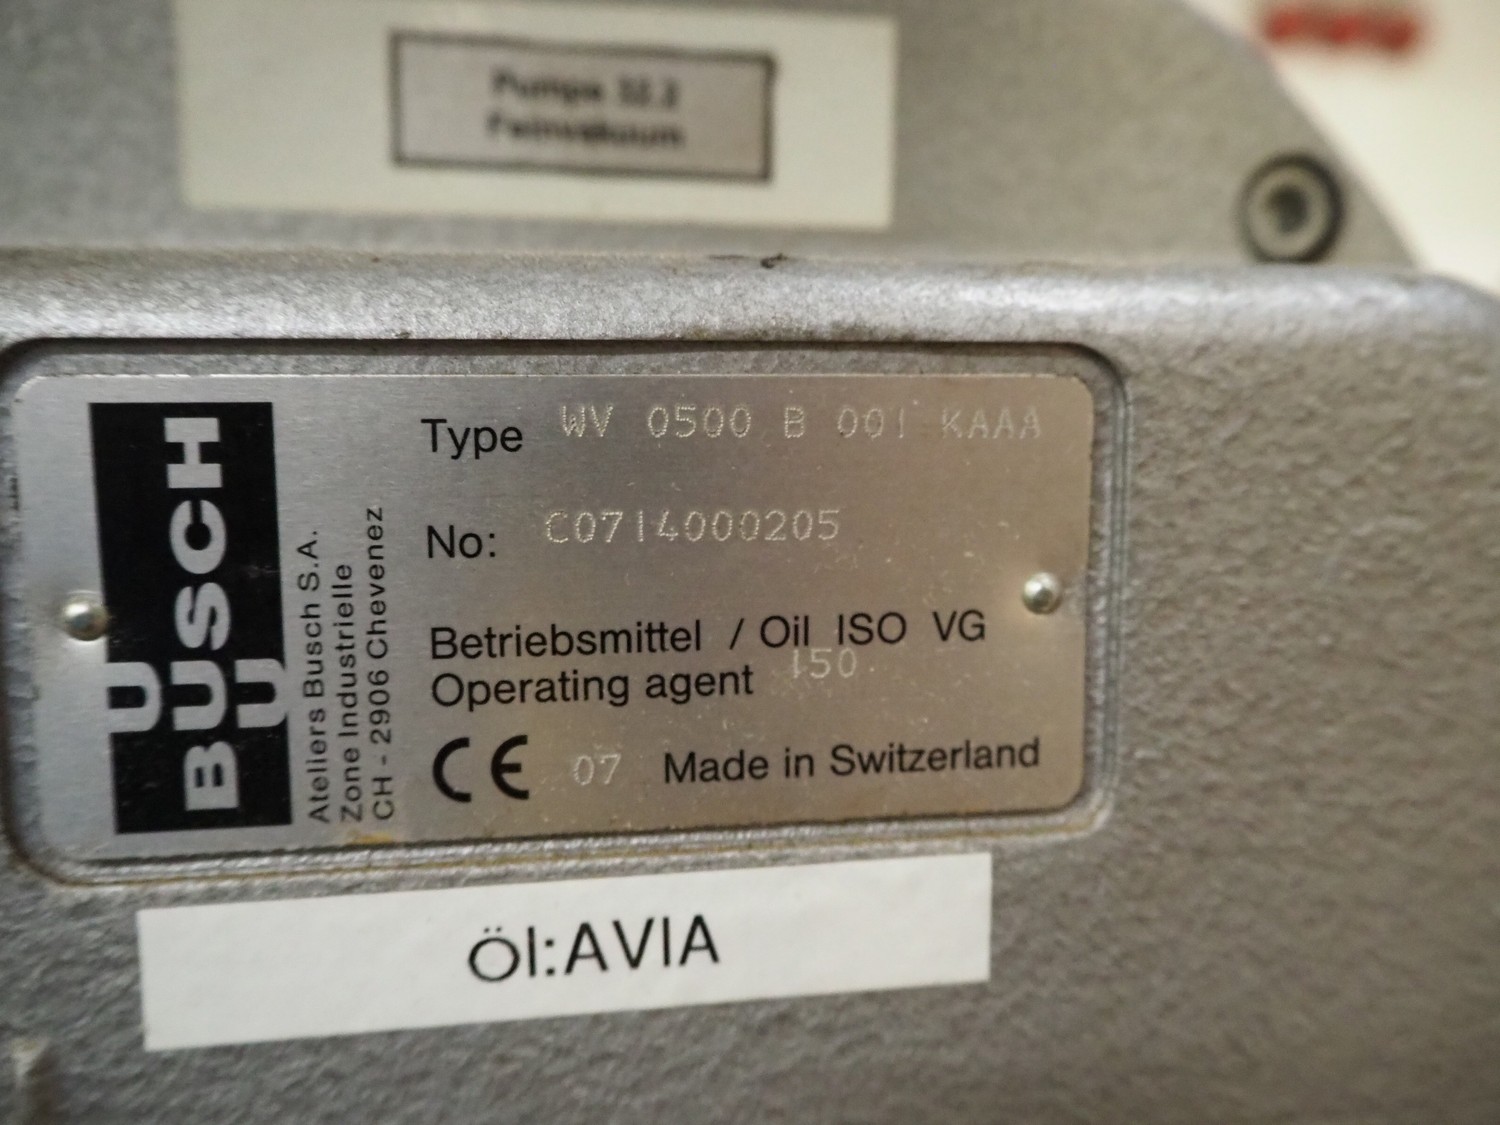 Pumpe 32.2
Feinvakuum
BUSCH
Ateliers Busch S.A.
Zone Industrielle
CH - 2906 Chevenez
Type WV 0500 B 001 KAAA
No: C0714000205
Betriebsmittel / Oil ISO VG
Operating agent 150
CE 07 Made in Switzerland
Öl:AVIA